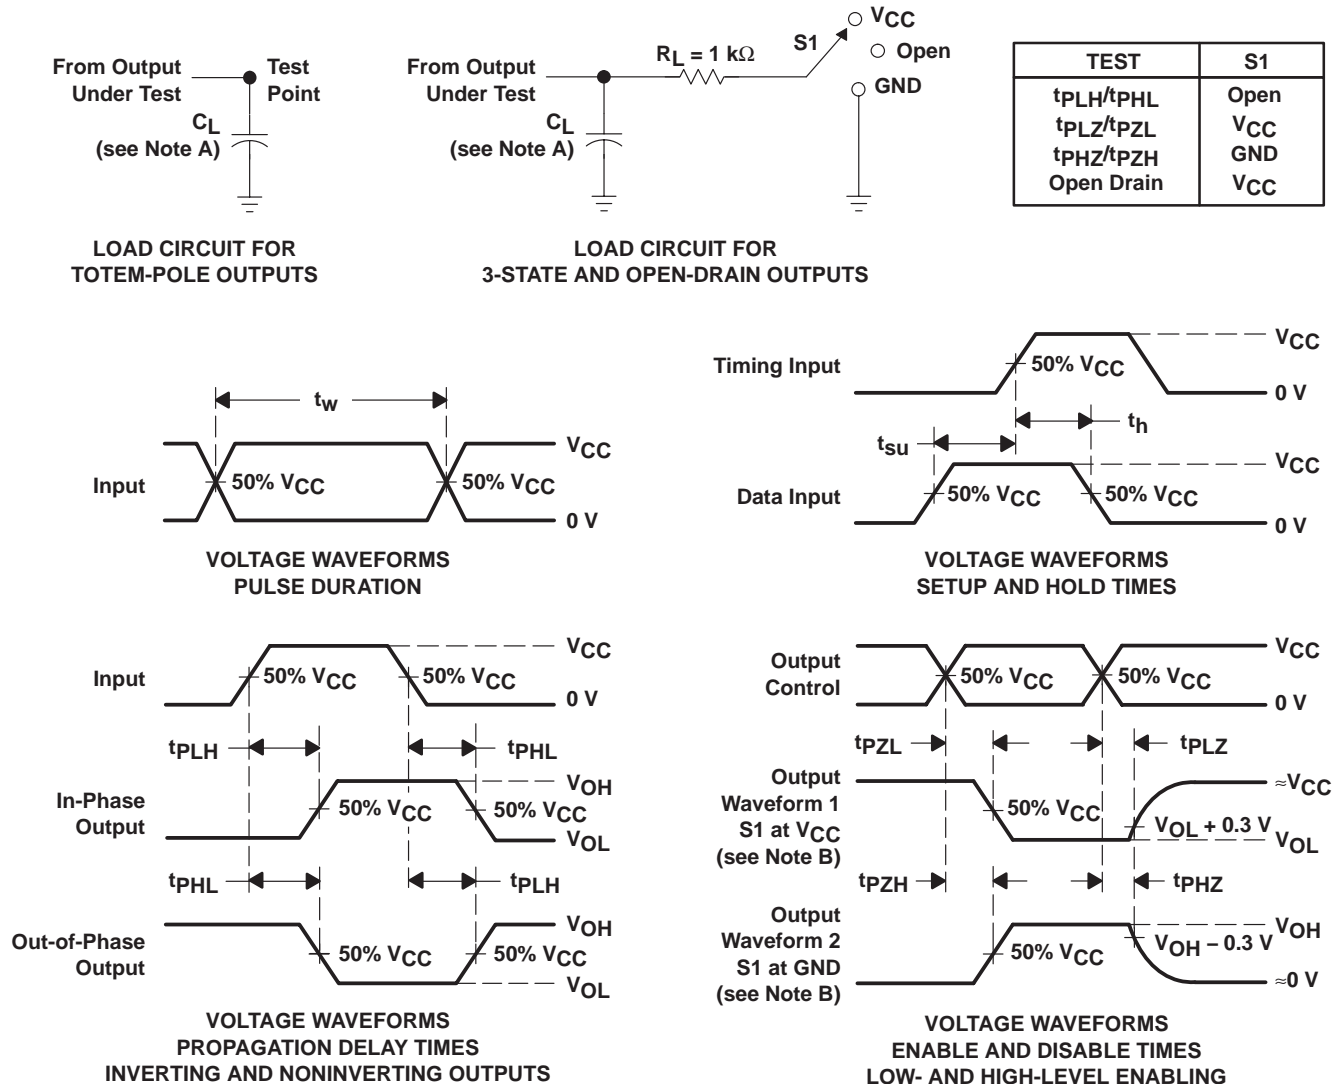 From Output
Under Test
Test
Point
CL
(see Note A)
LOAD CIRCUIT FOR
TOTEM-POLE OUTPUTS
From Output
Under Test
RL = 1 kΩ
S1
VCC
Open
GND
CL
(see Note A)
LOAD CIRCUIT FOR
3-STATE AND OPEN-DRAIN OUTPUTS
TEST S1
tPLH/tPHL Open
tPLZ/tPZL VCC
tPHZ/tPZH GND
Open Drain VCC
tw
Input
50% VCC
50% VCC
VCC
0 V
VOLTAGE WAVEFORMS
PULSE DURATION
Timing Input
50% VCC
VCC
0 V
tsu
th
Data Input
50% VCC
50% VCC
VCC
0 V
VOLTAGE WAVEFORMS
SETUP AND HOLD TIMES
Input
50% VCC
50% VCC
VCC
0 V
tPLH
tPHL
In-Phase
Output
50% VCC
50% VCC
VOH
VOL
tPHL
tPLH
Out-of-Phase
Output
50% VCC
50% VCC
VOH
VOL
VOLTAGE WAVEFORMS
PROPAGATION DELAY TIMES
INVERTING AND NONINVERTING OUTPUTS
Output
Control
50% VCC
50% VCC
VCC
0 V
tPZL
tPLZ
Output
Waveform 1
S1 at VCC
(see Note B)
50% VCC
≈VCC
VOL + 0.3 V
VOL
tPZH
tPHZ
Output
Waveform 2
S1 at GND
(see Note B)
50% VCC
VOH
VOH – 0.3 V
≈0 V
VOLTAGE WAVEFORMS
ENABLE AND DISABLE TIMES
LOW- AND HIGH-LEVEL ENABLING